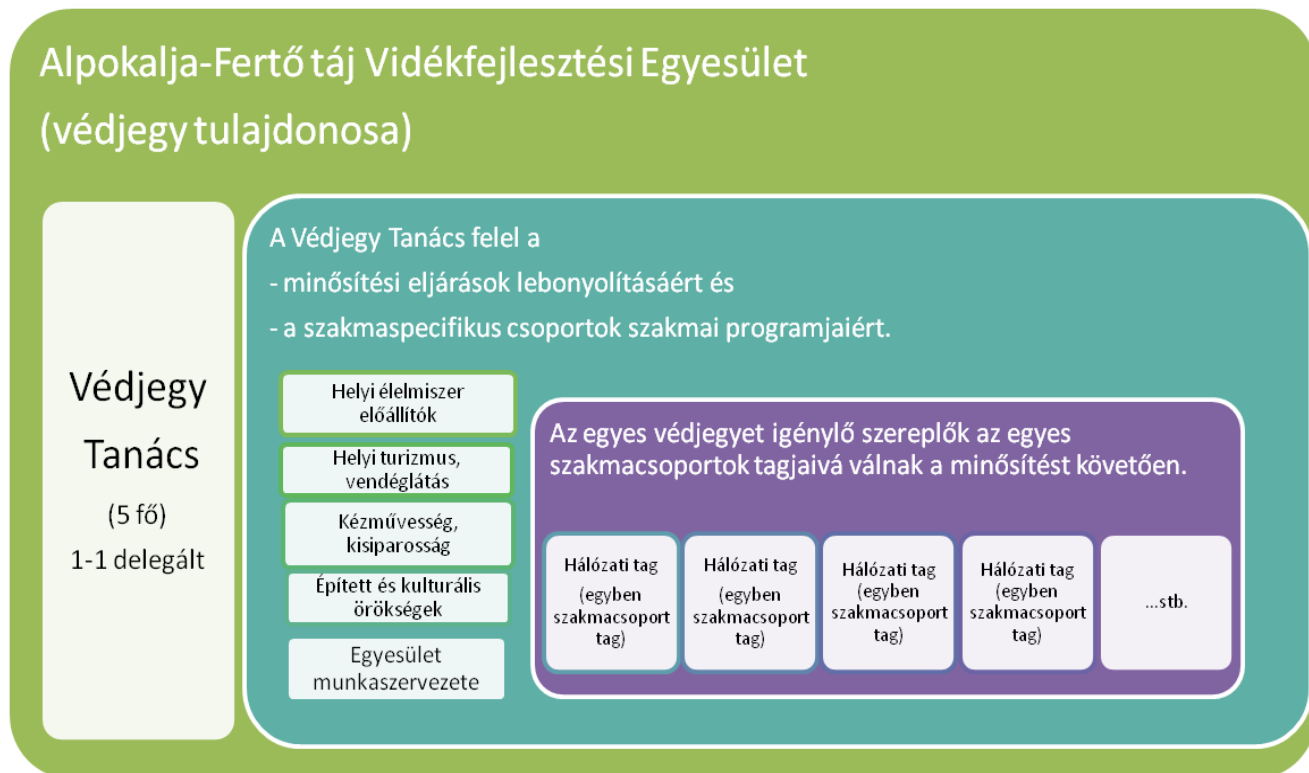 Alpokalja-Fertő táj Vidékfejlesztési Egyesület
(védjegy tulajdonosa)
Védjegy
Tanács
(5 fő)
1-1 delegált
A Védjegy Tanács felel a
- minősítési eljárások lebonyolításáért és
- a szakmaspecifikus csoportok szakmai programjaiért.
Helyi élelmiszer
előállítók
Helyi turizmus,
vendéglátás
Kézművesség,
kisiparosság
Épített és kulturális
örökségek
Egyesület
munkaszervezete
Az egyes védjegyet igénylő szereplők az egyes
szakmacsoportok tagjaivá válnak a minősítést követően.
Hálózati tag
(egyben
szakmacsoport
tag)
Hálózati tag
(egyben
szakmacsoport
tag)
Hálózati tag
(egyben
szakmacsoport
tag)
Hálózati tag
(egyben
szakmacsoport
tag)
...stb.